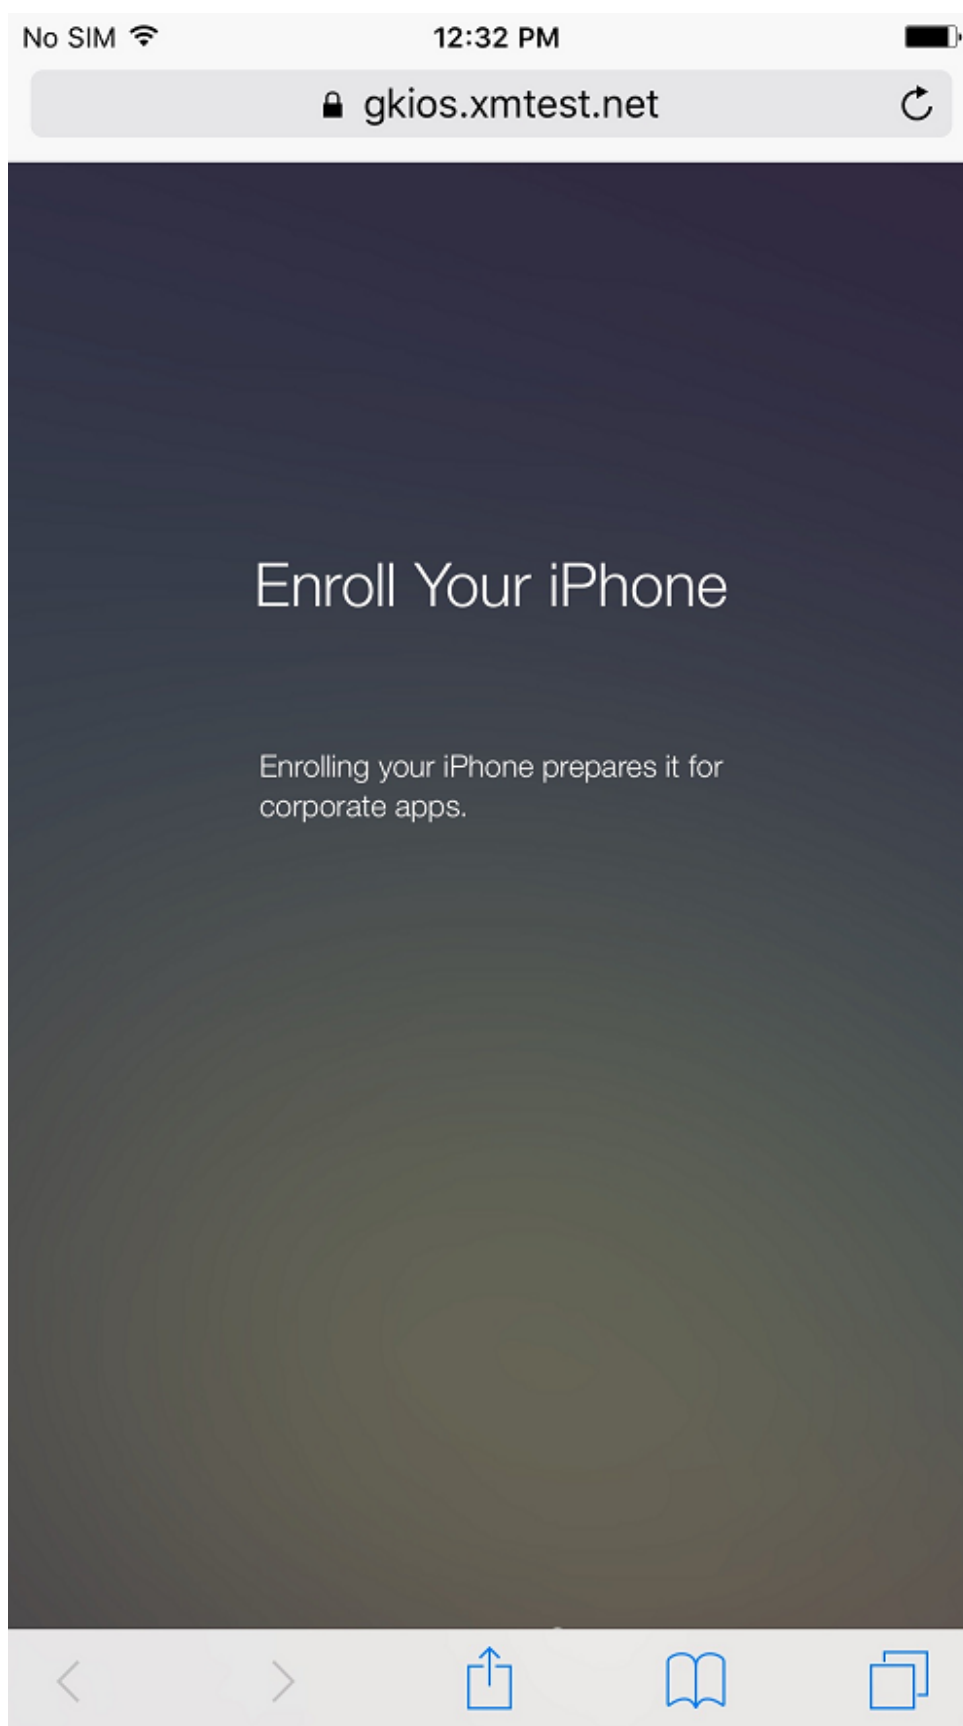 No SIM 12:32 PM
gkios.xmtest.net
Enroll Your iPhone
Enrolling your iPhone prepares it for
corporate apps.